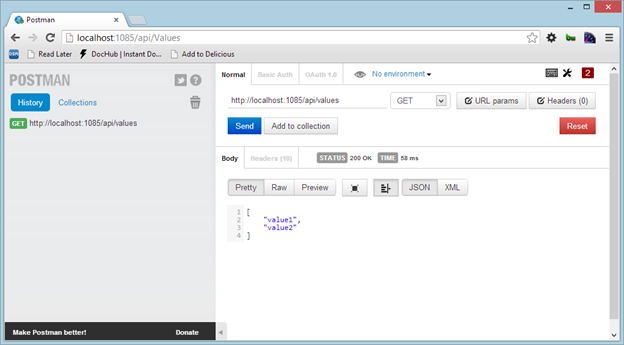 Postman
localhost:1085/api/Values
Read Later
DocHub | Instant Do...
Add to Delicious
POSTMAN
History
Collections
GET http://localhost:1085/api/values
Make Postman better!
Donate
Normal
Basic Auth
OAuth 1.0
No environment
2
http://localhost:1085/api/values
GET
URL params
Headers (0)
Send
Add to collection
Reset
Body
Headers (10)
STATUS 200 OK
TIME 58 ms
Pretty
Raw
Preview
JSON
XML
1 [
2 "value1",
3 "value2"
4 ]